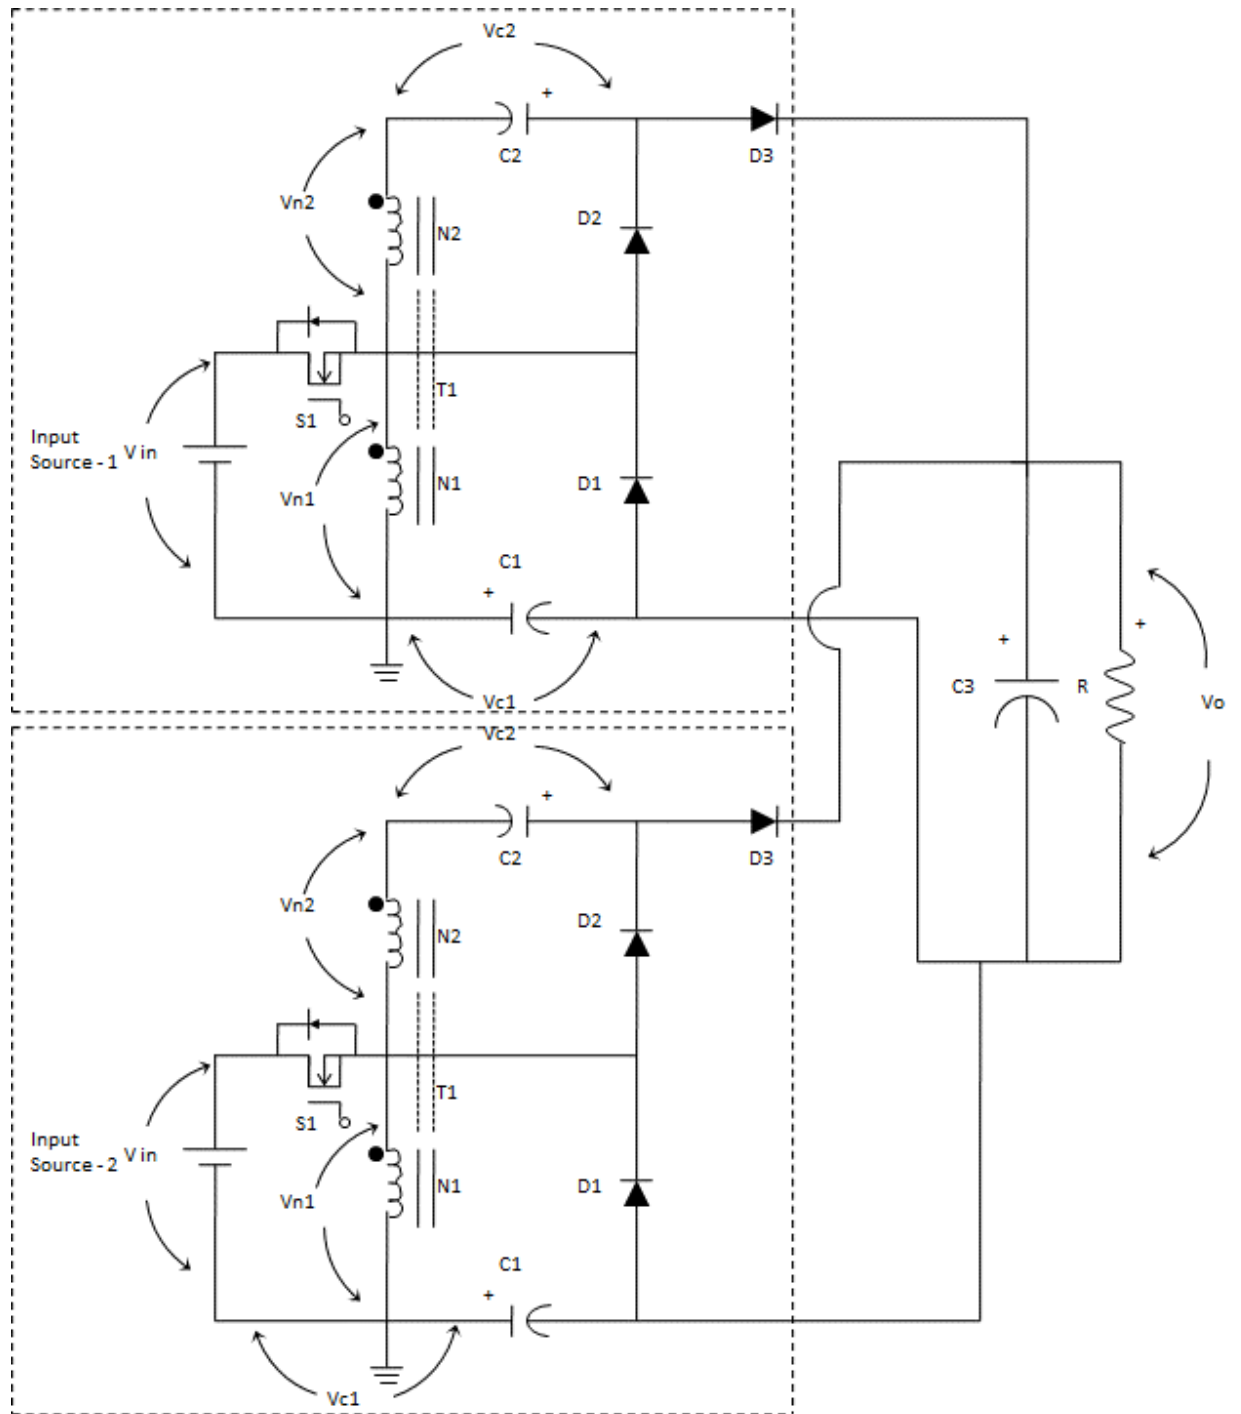 Vc2
+
C2
D3
Vn2
D2
N2
S1
T1
Input
Source - 1
V in
Vn1
N1
D1
C1
+
Vc1
+
+
C3
R
Vo
Vc2
+
C2
D3
Vn2
D2
N2
S1
T1
Input
Source - 2
V in
Vn1
N1
D1
C1
+
Vc1